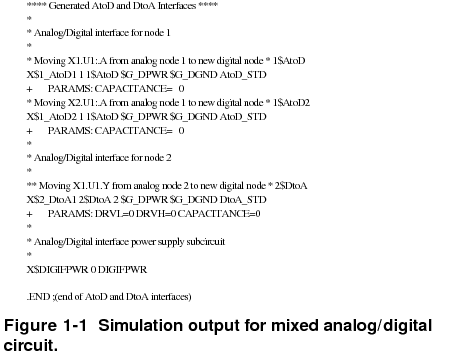 **** Generated AtoD and DtoA Interfaces ****
*
* Analog/Digital interface for node 1
*
* Moving X1.U1:.A from analog node 1 to new digital node * 1$AtoD
X$1_AtoD1 1 1$AtoD $G_DPWR $G_DGND AtoD_STD
+ PARAMS: CAPACITANCE= 0
* Moving X2.U1:.A from analog node 1 to new digital node * 1$AtoD2
X$1_AtoD2 1 1$AtoD $G_DPWR $G_DGND AtoD_STD
+ PARAMS: CAPACITANCE= 0
*
* Analog/Digital interface for node 2
*
** Moving X1.U1.Y from analog node 2 to new digital node * 2$DtoA
X$2_DtoA1 2$DtoA 2 $G_DPWR $G_DGND DtoA_STD
+ PARAMS: DRVL=0 DRVH=0 CAPACITANCE=0
*
* Analog/Digital interface power supply subcircuit
*
X$DIGIFPWR 0 DIGIFPWR
.END ;(end of AtoD and DtoA interfaces)
Figure 1-1 Simulation output for mixed analog/digital
circuit.